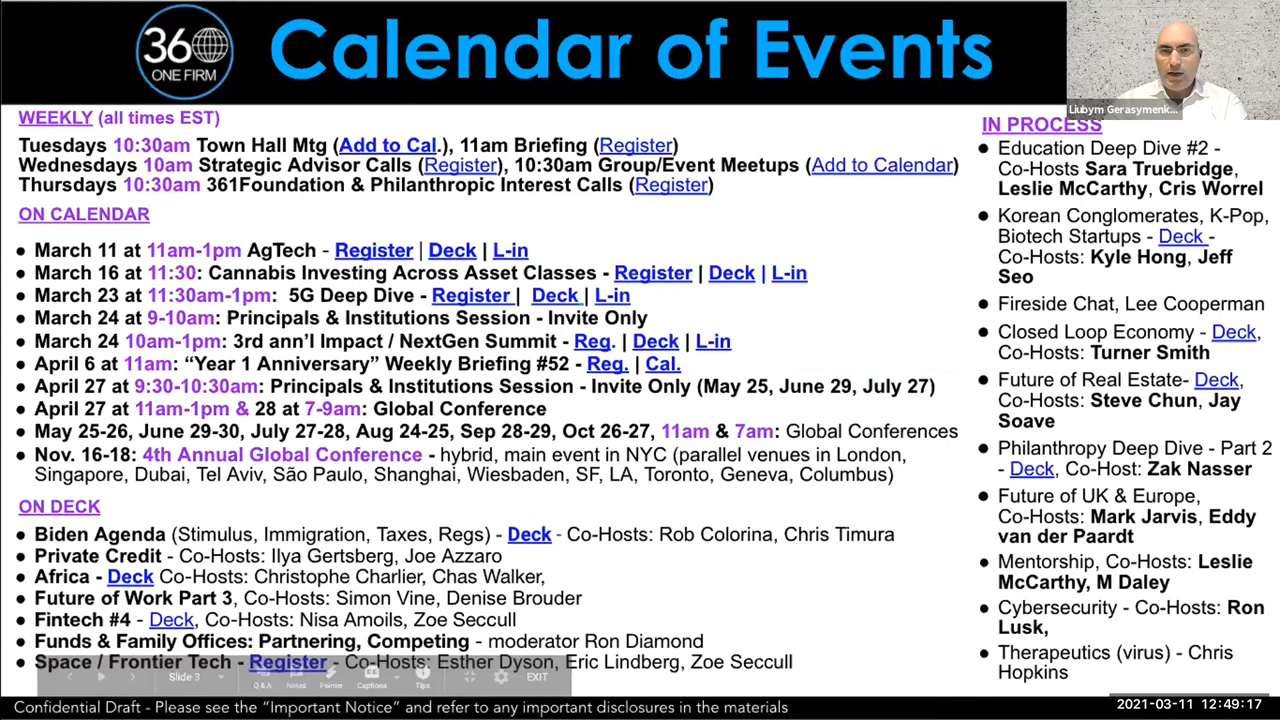 360
ONE FIRM
Calendar of Events
Liubym Gerasymenk...
WEEKLY (all times EST)
Tuesdays 10:30am Town Hall Mtg (Add to Cal.), 11am Briefing (Register)
Wednesdays 10am Strategic Advisor Calls (Register), 10:30am Group/Event Meetups (Add to Calendar)
Thursdays 10:30am 361Foundation & Philanthropic Interest Calls (Register)
ON CALENDAR
● March 11 at 11am-1pm AgTech - Register | Deck | L-in
● March 16 at 11:30: Cannabis Investing Across Asset Classes - Register | Deck | L-in
● March 23 at 11:30am-1pm: 5G Deep Dive - Register | Deck | L-in
● March 24 at 9-10am: Principals & Institutions Session - Invite Only
● March 24 10am-1pm: 3rd ann’l Impact / NextGen Summit - Reg. | Deck | L-in
● April 6 at 11am: “Year 1 Anniversary” Weekly Briefing #52 - Reg. | Cal.
● April 27 at 9:30-10:30am: Principals & Institutions Session - Invite Only (May 25, June 29, July 27)
● April 27 at 11am-1pm & 28 at 7-9am: Global Conference
● May 25-26, June 29-30, July 27-28, Aug 24-25, Sep 28-29, Oct 26-27, 11am & 7am: Global Conferences
● Nov. 16-18: 4th Annual Global Conference - hybrid, main event in NYC (parallel venues in London,
Singapore, Dubai, Tel Aviv, São Paulo, Shanghai, Wiesbaden, SF, LA, Toronto, Geneva, Columbus)
ON DECK
● Biden Agenda (Stimulus, Immigration, Taxes, Regs) - Deck - Co-Hosts: Rob Colorina, Chris Timura
● Private Credit - Co-Hosts: Ilya Gertsberg, Joe Azzaro
● Africa - Deck Co-Hosts: Christophe Charlier, Chas Walker,
● Future of Work Part 3, Co-Hosts: Simon Vine, Denise Brouder
● Fintech #4 - Deck, Co-Hosts: Nisa Amoils, Zoe Seccull
● Funds & Family Offices: Partnering, Competing - moderator Ron Diamond
● Space / Frontier Tech - Register - Co-Hosts: Esther Dyson, Eric Lindberg, Zoe Seccull
Slide 3
Q & A
Notes
Pointer
Captions
Tips
EXIT
IN PROCESS
● Education Deep Dive #2 -
Co-Hosts Sara Truebridge,
Leslie McCarthy, Cris Worrel
● Korean Conglomerates, K-Pop,
Biotech Startups - Deck -
Co-Hosts: Kyle Hong, Jeff
Seo
● Fireside Chat, Lee Cooperman
● Closed Loop Economy - Deck,
Co-Hosts: Turner Smith
● Future of Real Estate- Deck,
Co-Hosts: Steve Chun, Jay
Soave
● Philanthropy Deep Dive - Part 2
- Deck, Co-Host: Zak Nasser
● Future of UK & Europe,
Co-Hosts: Mark Jarvis, Eddy
van der Paardt
● Mentorship, Co-Hosts: Leslie
McCarthy, M Daley
● Cybersecurity - Co-Hosts: Ron
Lusk,
● Therapeutics (virus) - Chris
Hopkins
Confidential Draft - Please see the “Important Notice” and refer to any important disclosures in the materials
2021-03-11 12:49:17